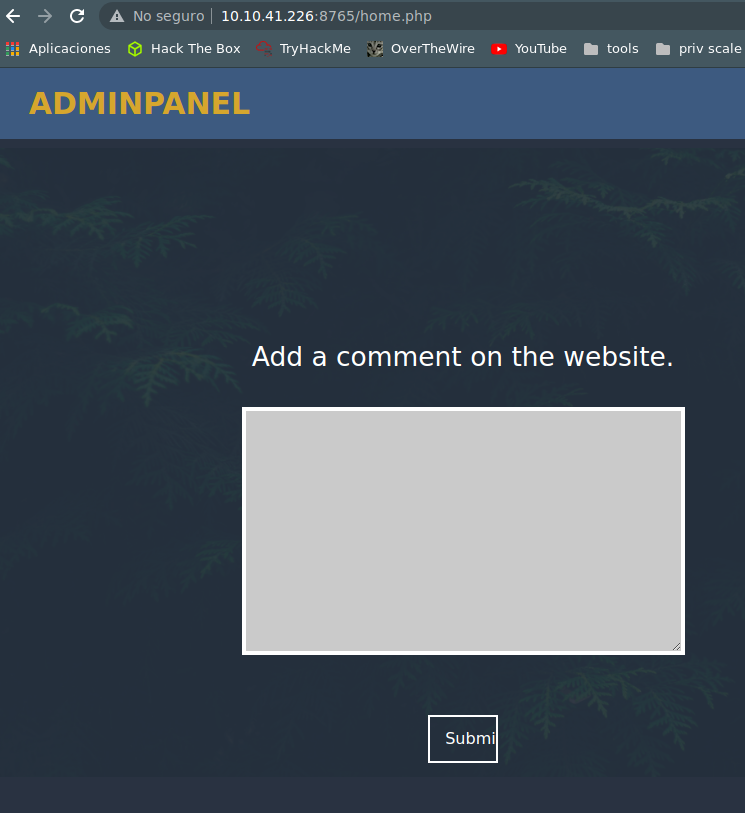 No seguro 10.10.41.226:8765/home.php
Aplicaciones Hack The Box TryHackMe OverTheWire YouTube tools priv scale
ADMINPANEL
Add a comment on the website.
Submi